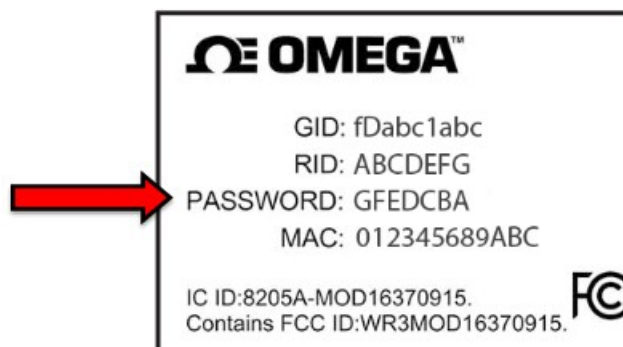 OMEGA™
GID: fDabc1abc
RID: ABCDEFG
PASSWORD: GFEDCBA
MAC: 012345689ABC
IC ID:8205A-MOD16370915.
Contains FCC ID:WR3MOD16370915.
FC